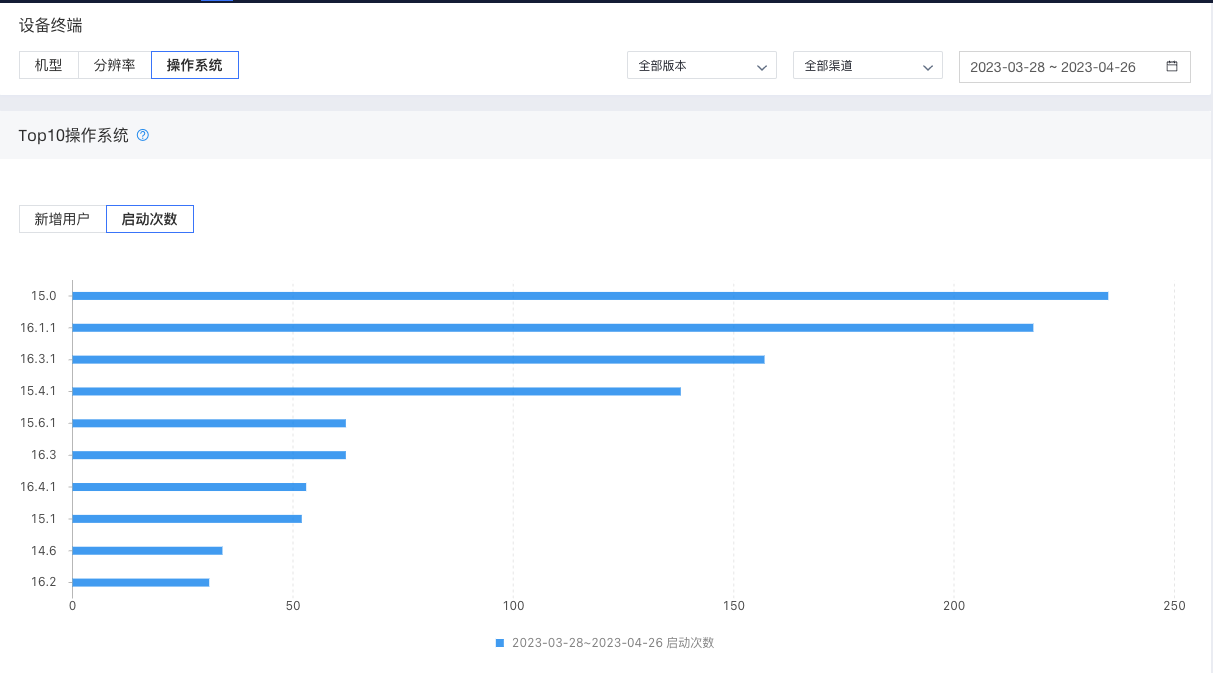 设备终端
机型 分辨率 操作系统 全部版本 全部渠道 2023-03-28 ~ 2023-04-26
Top10操作系统 ?
新增用户 启动次数
15.0
16.1.1
16.3.1
15.4.1
15.6.1
16.3
16.4.1
15.1
14.6
16.2
0 50 100 150 200 250
2023-03-28~2023-04-26 启动次数